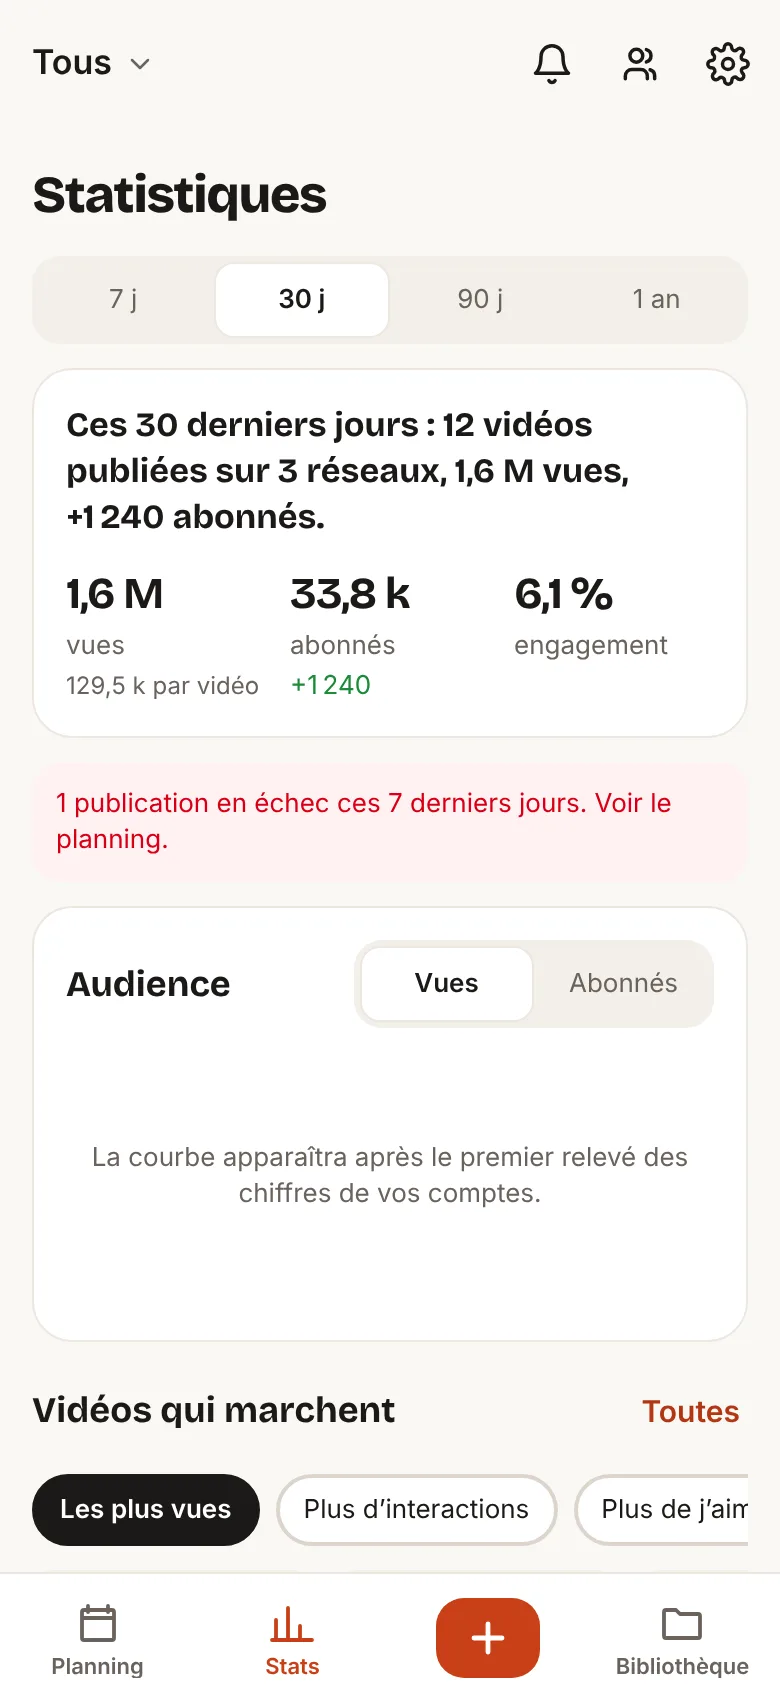 Tous
Statistiques
7 j
30 j
90 j
1 an
Ces 30 derniers jours : 12 vidéos
publiées sur 3 réseaux, 1,6 M vues,
+1 240 abonnés.
1,6 M
33,8 k
6,1 %
vues
abonnés
engagement
129,5 k par vidéo
+1 240
1 publication en échec ces 7 derniers jours. Voir le
planning.
Audience
Vues
Abonnés
La courbe apparaîtra après le premier relevé des
chiffres de vos comptes.
Vidéos qui marchent
Toutes
Les plus vues
Plus d’interactions
Plus de j’aim
Planning
Stats
Bibliothèque